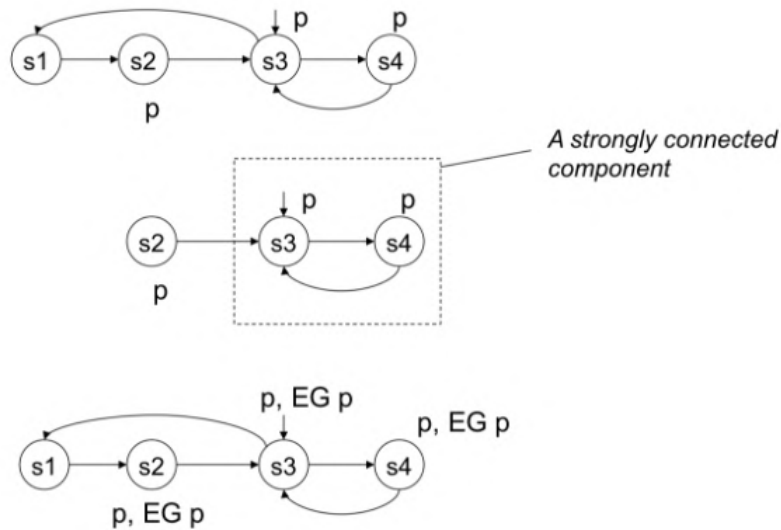 p p
s1 s2 s3 s4
p
A strongly connected
component
p p
s2 s3 s4
p
p, EG p
p, EG p
s1 s2 s3 s4
p, EG p